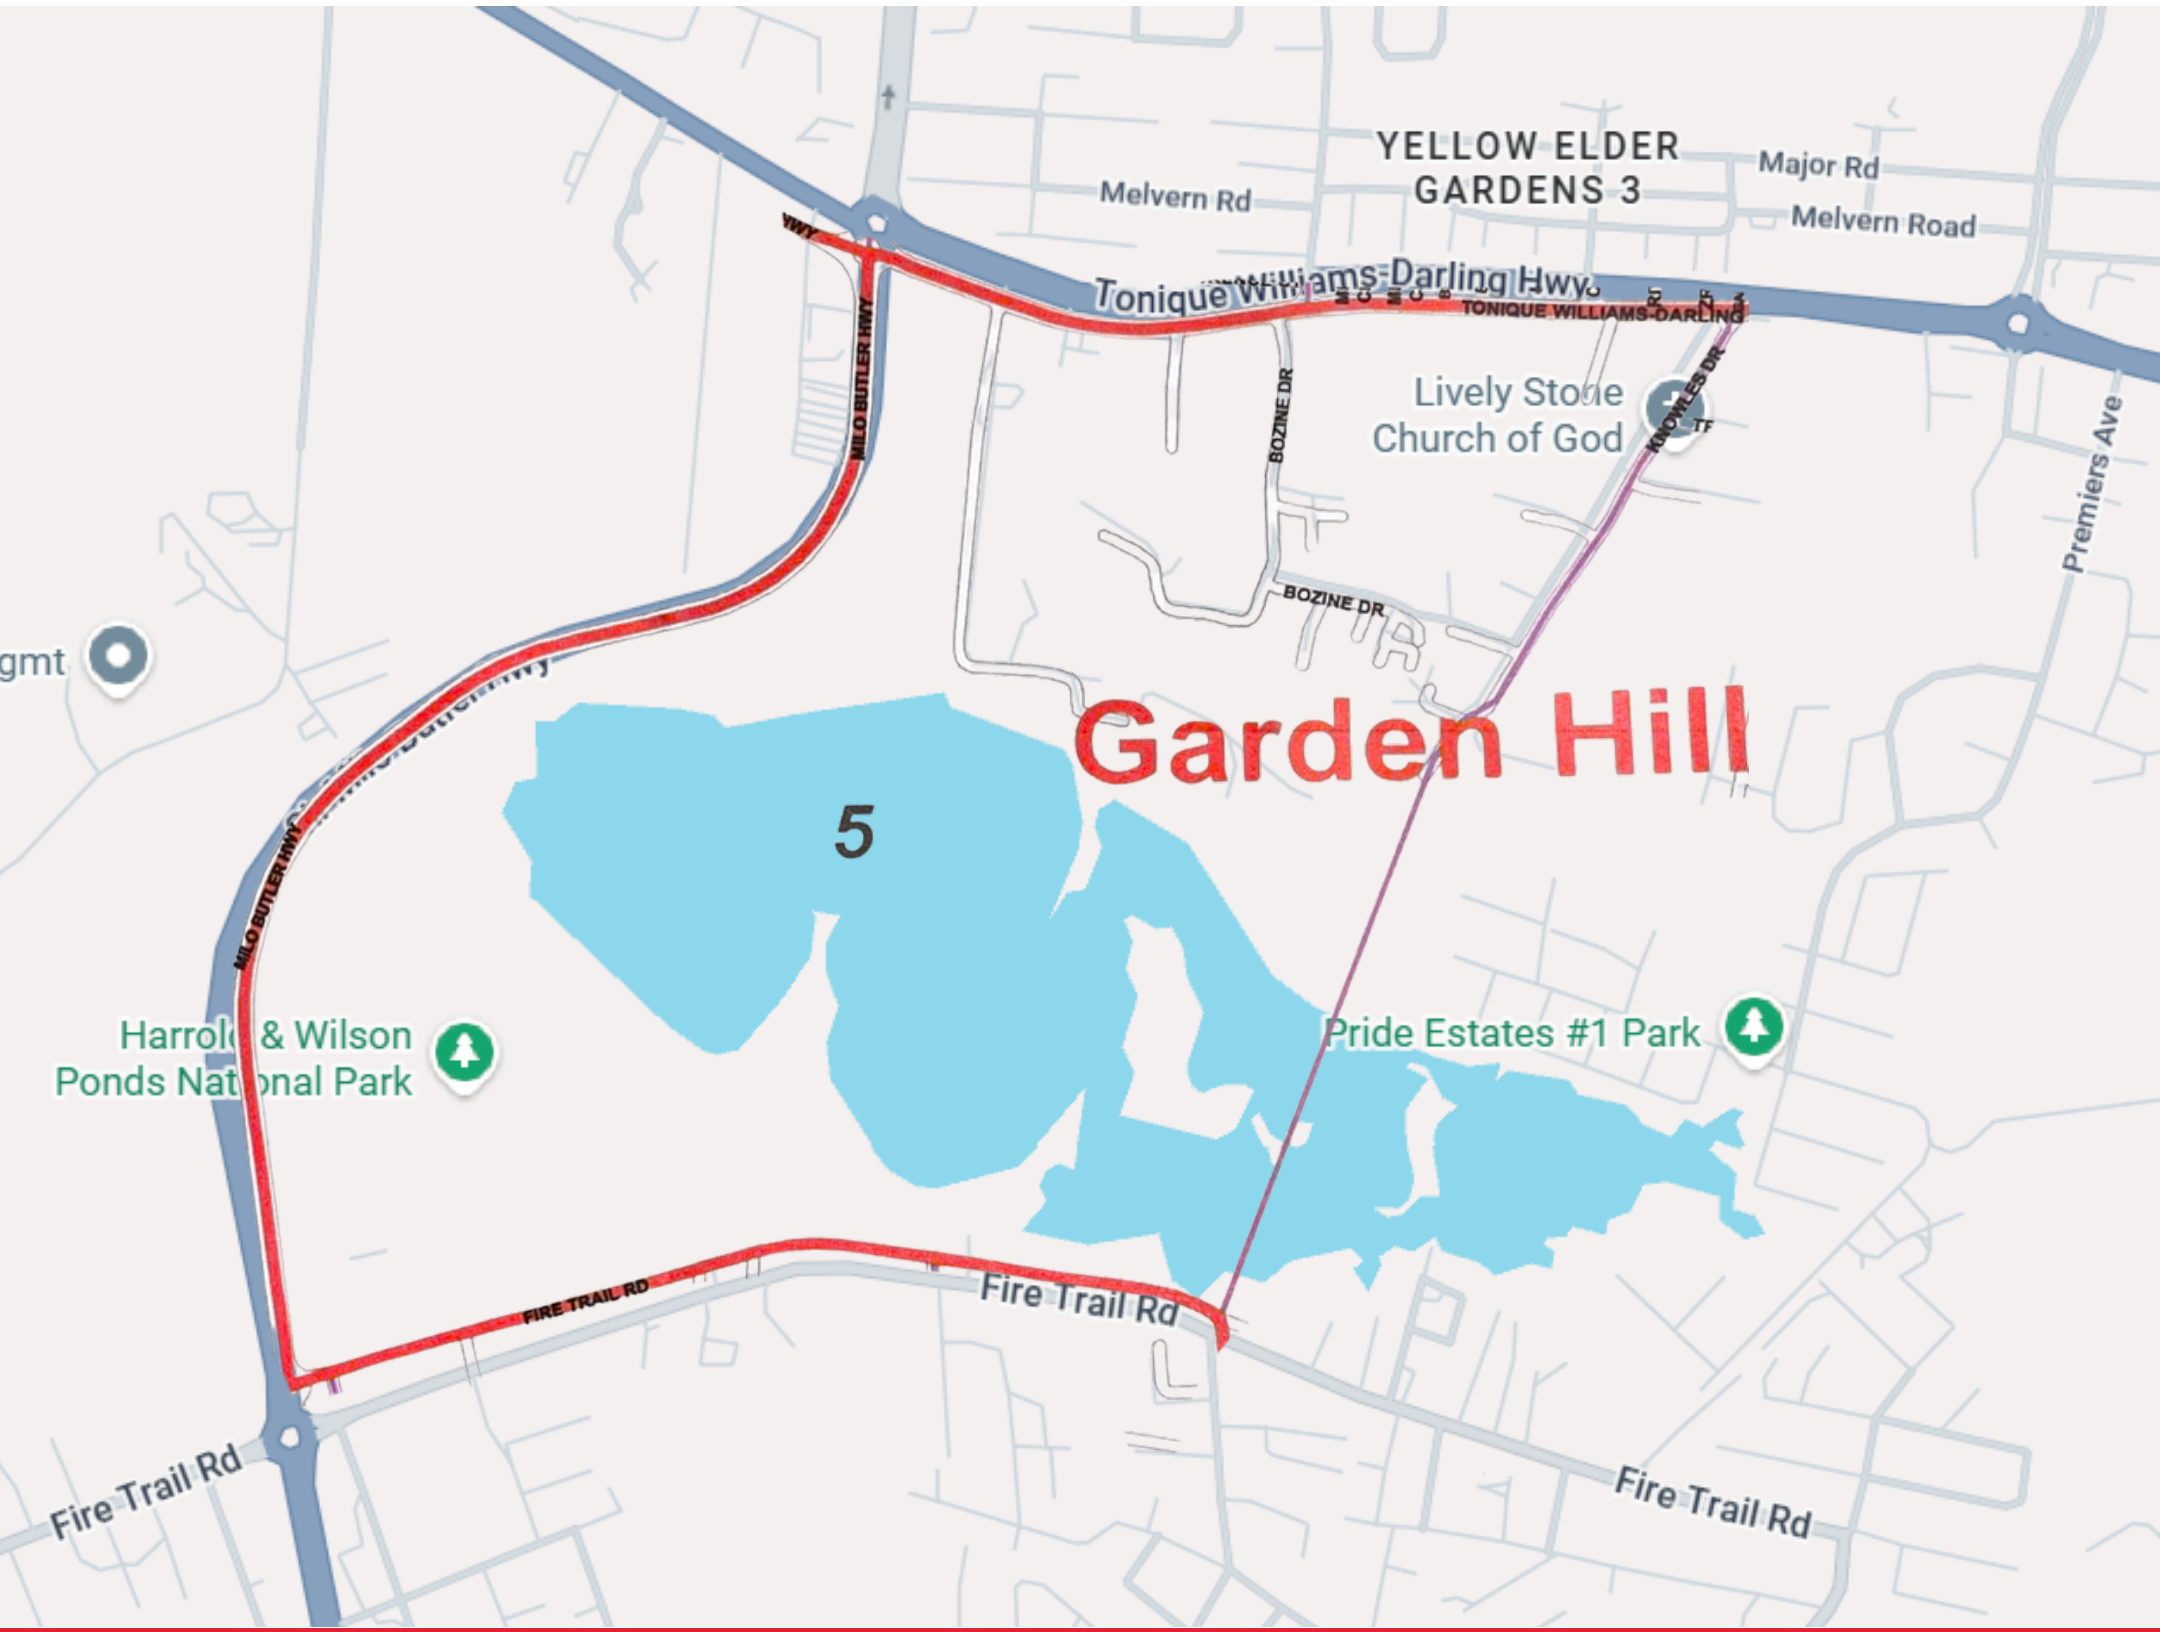 YELLOW ELDER
GARDENS 3
Major Rd
Melvern Rd
Melvern Road
HWY
Tonique Williams-Darling Hwy
TONIQUE WILLIAMS-DARLING
MILO BUTLER HWY
BOZINE DR
KNOWLES DR
Lively Stone
Church of God
TF
Premiers Ave
BOZINE DR
gmt
Garden Hill
5
MILO BUTLER HWY
Harrold & Wilson
Ponds National Park
Pride Estates #1 Park
FIRE TRAIL RD
Fire Trail Rd
Fire Trail Rd
Fire Trail Rd